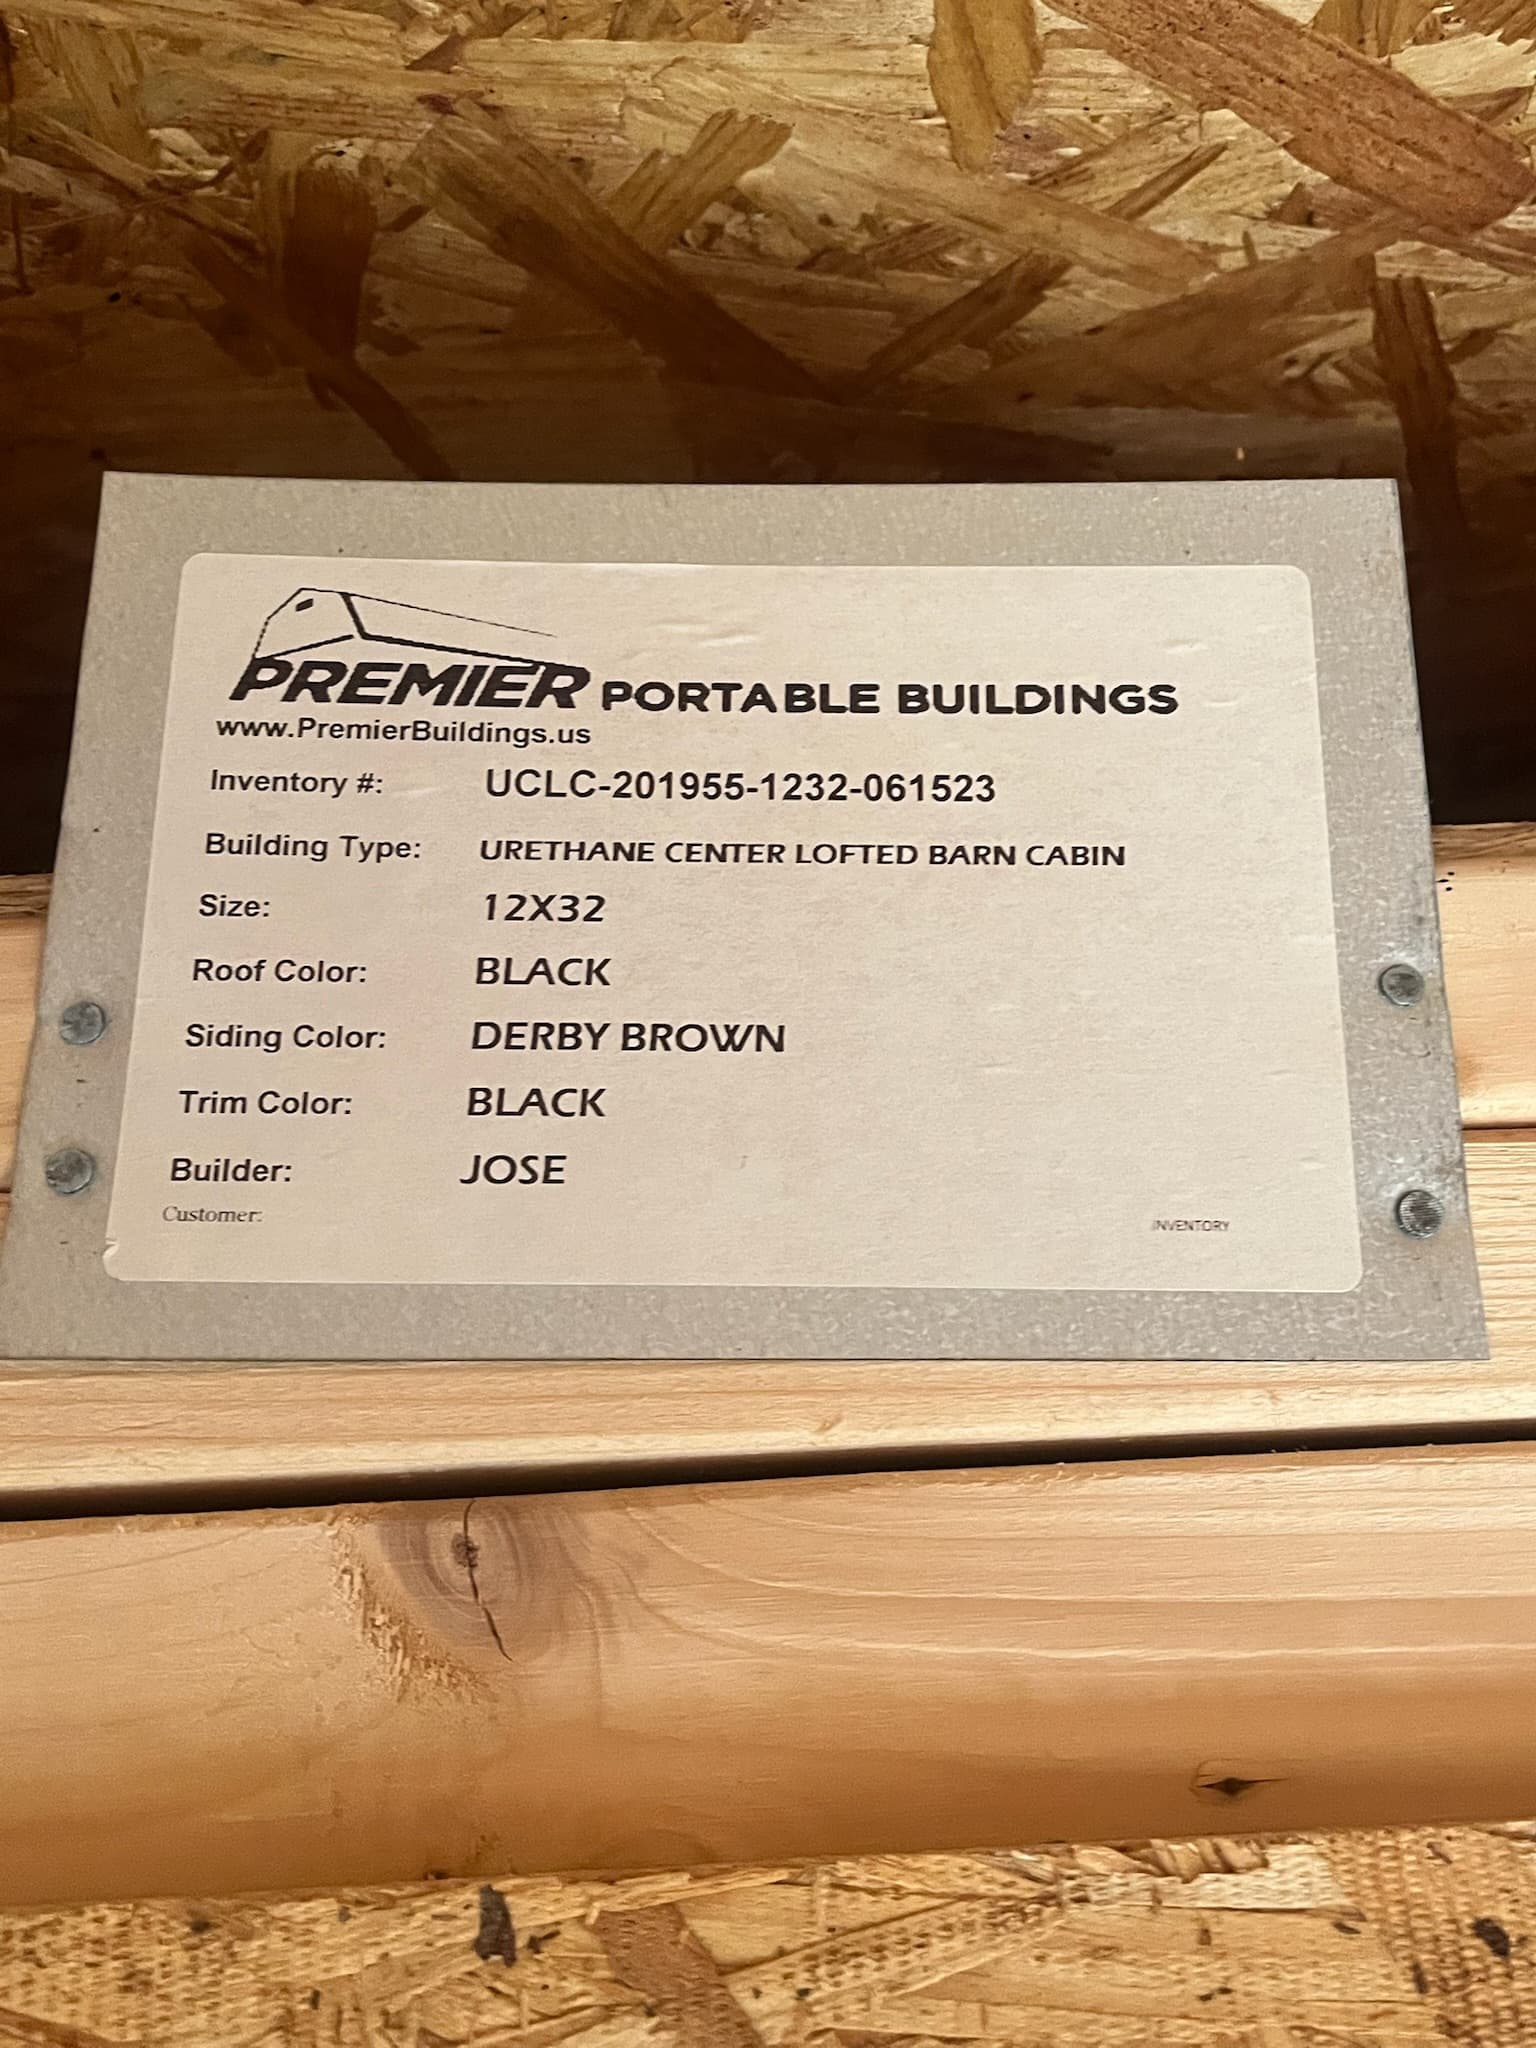 PREMIER PORTABLE BUILDINGS
www.PremierBuildings.us
Inventory #: UCLC-201955-1232-061523
Building Type: URETHANE CENTER LOFTED BARN CABIN
Size: 12X32
Roof Color: BLACK
Siding Color: DERBY BROWN
Trim Color: BLACK
Builder: JOSE
Customer: INVENTORY